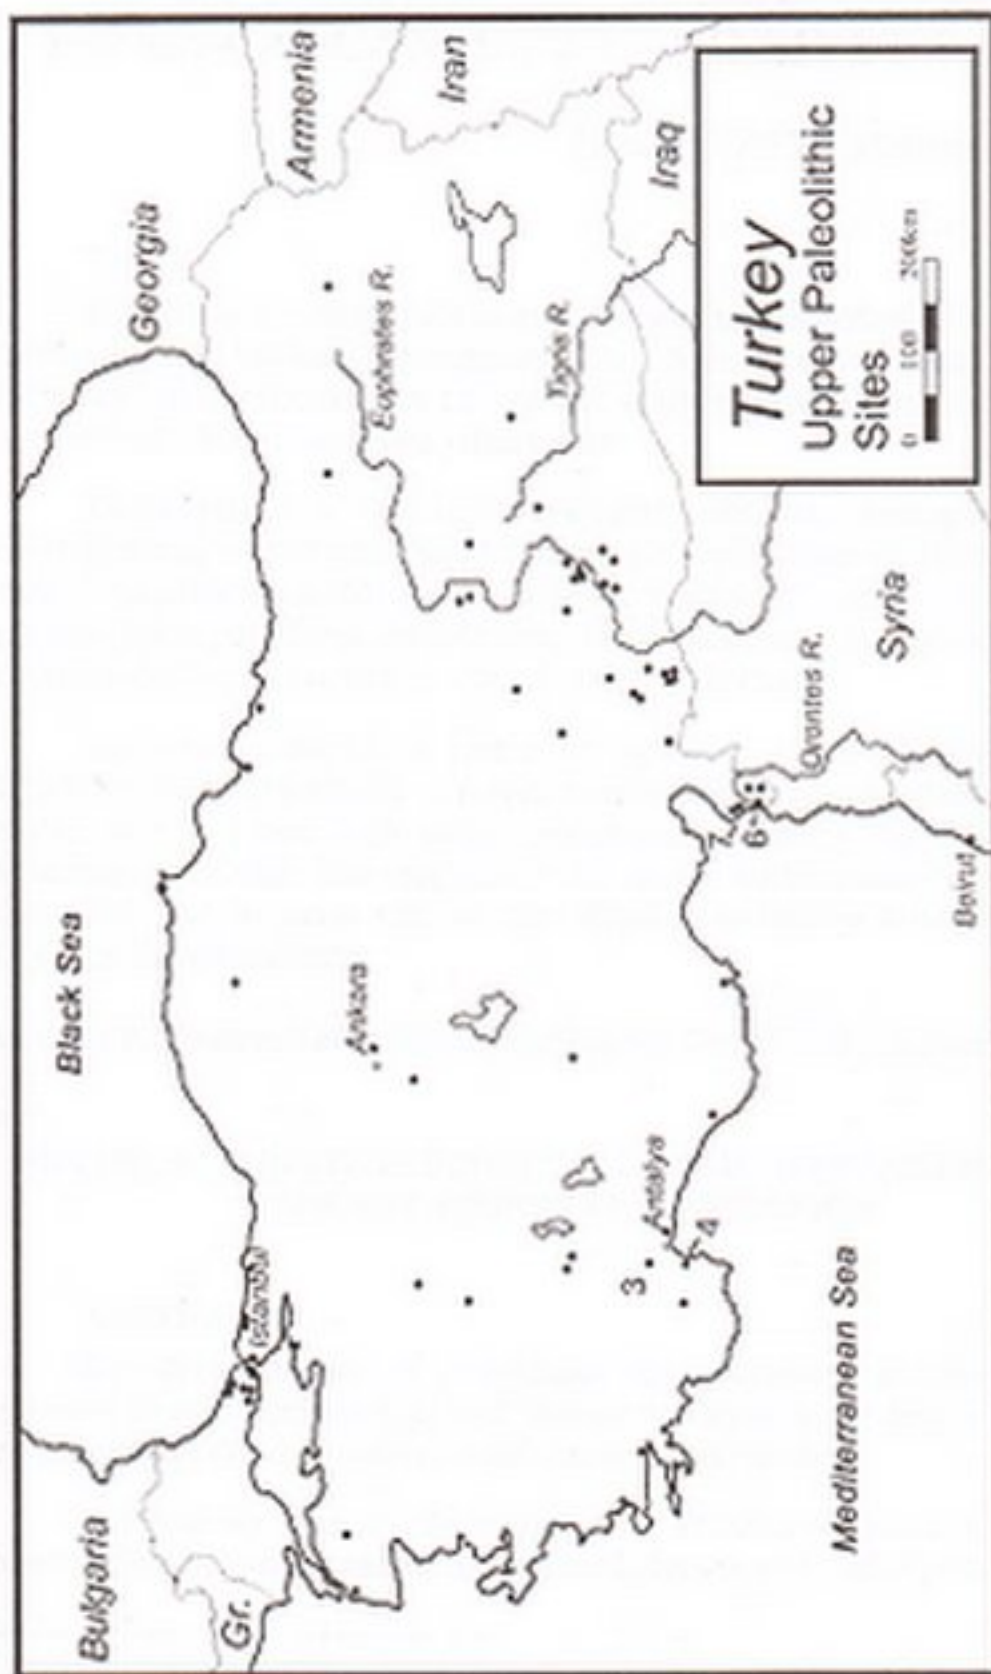 Black Sea
Bulgaria
Gr.
Istanbul
Georgia
Armenia
Iran
Ankara
Euphrates R.
Tigris R.
Iraq
3
Antalya
4
7
6
Orontes R.
Syria
Beirut
Mediterranean Sea
Turkey
Upper Paleolithic
Sites
0 100 200km